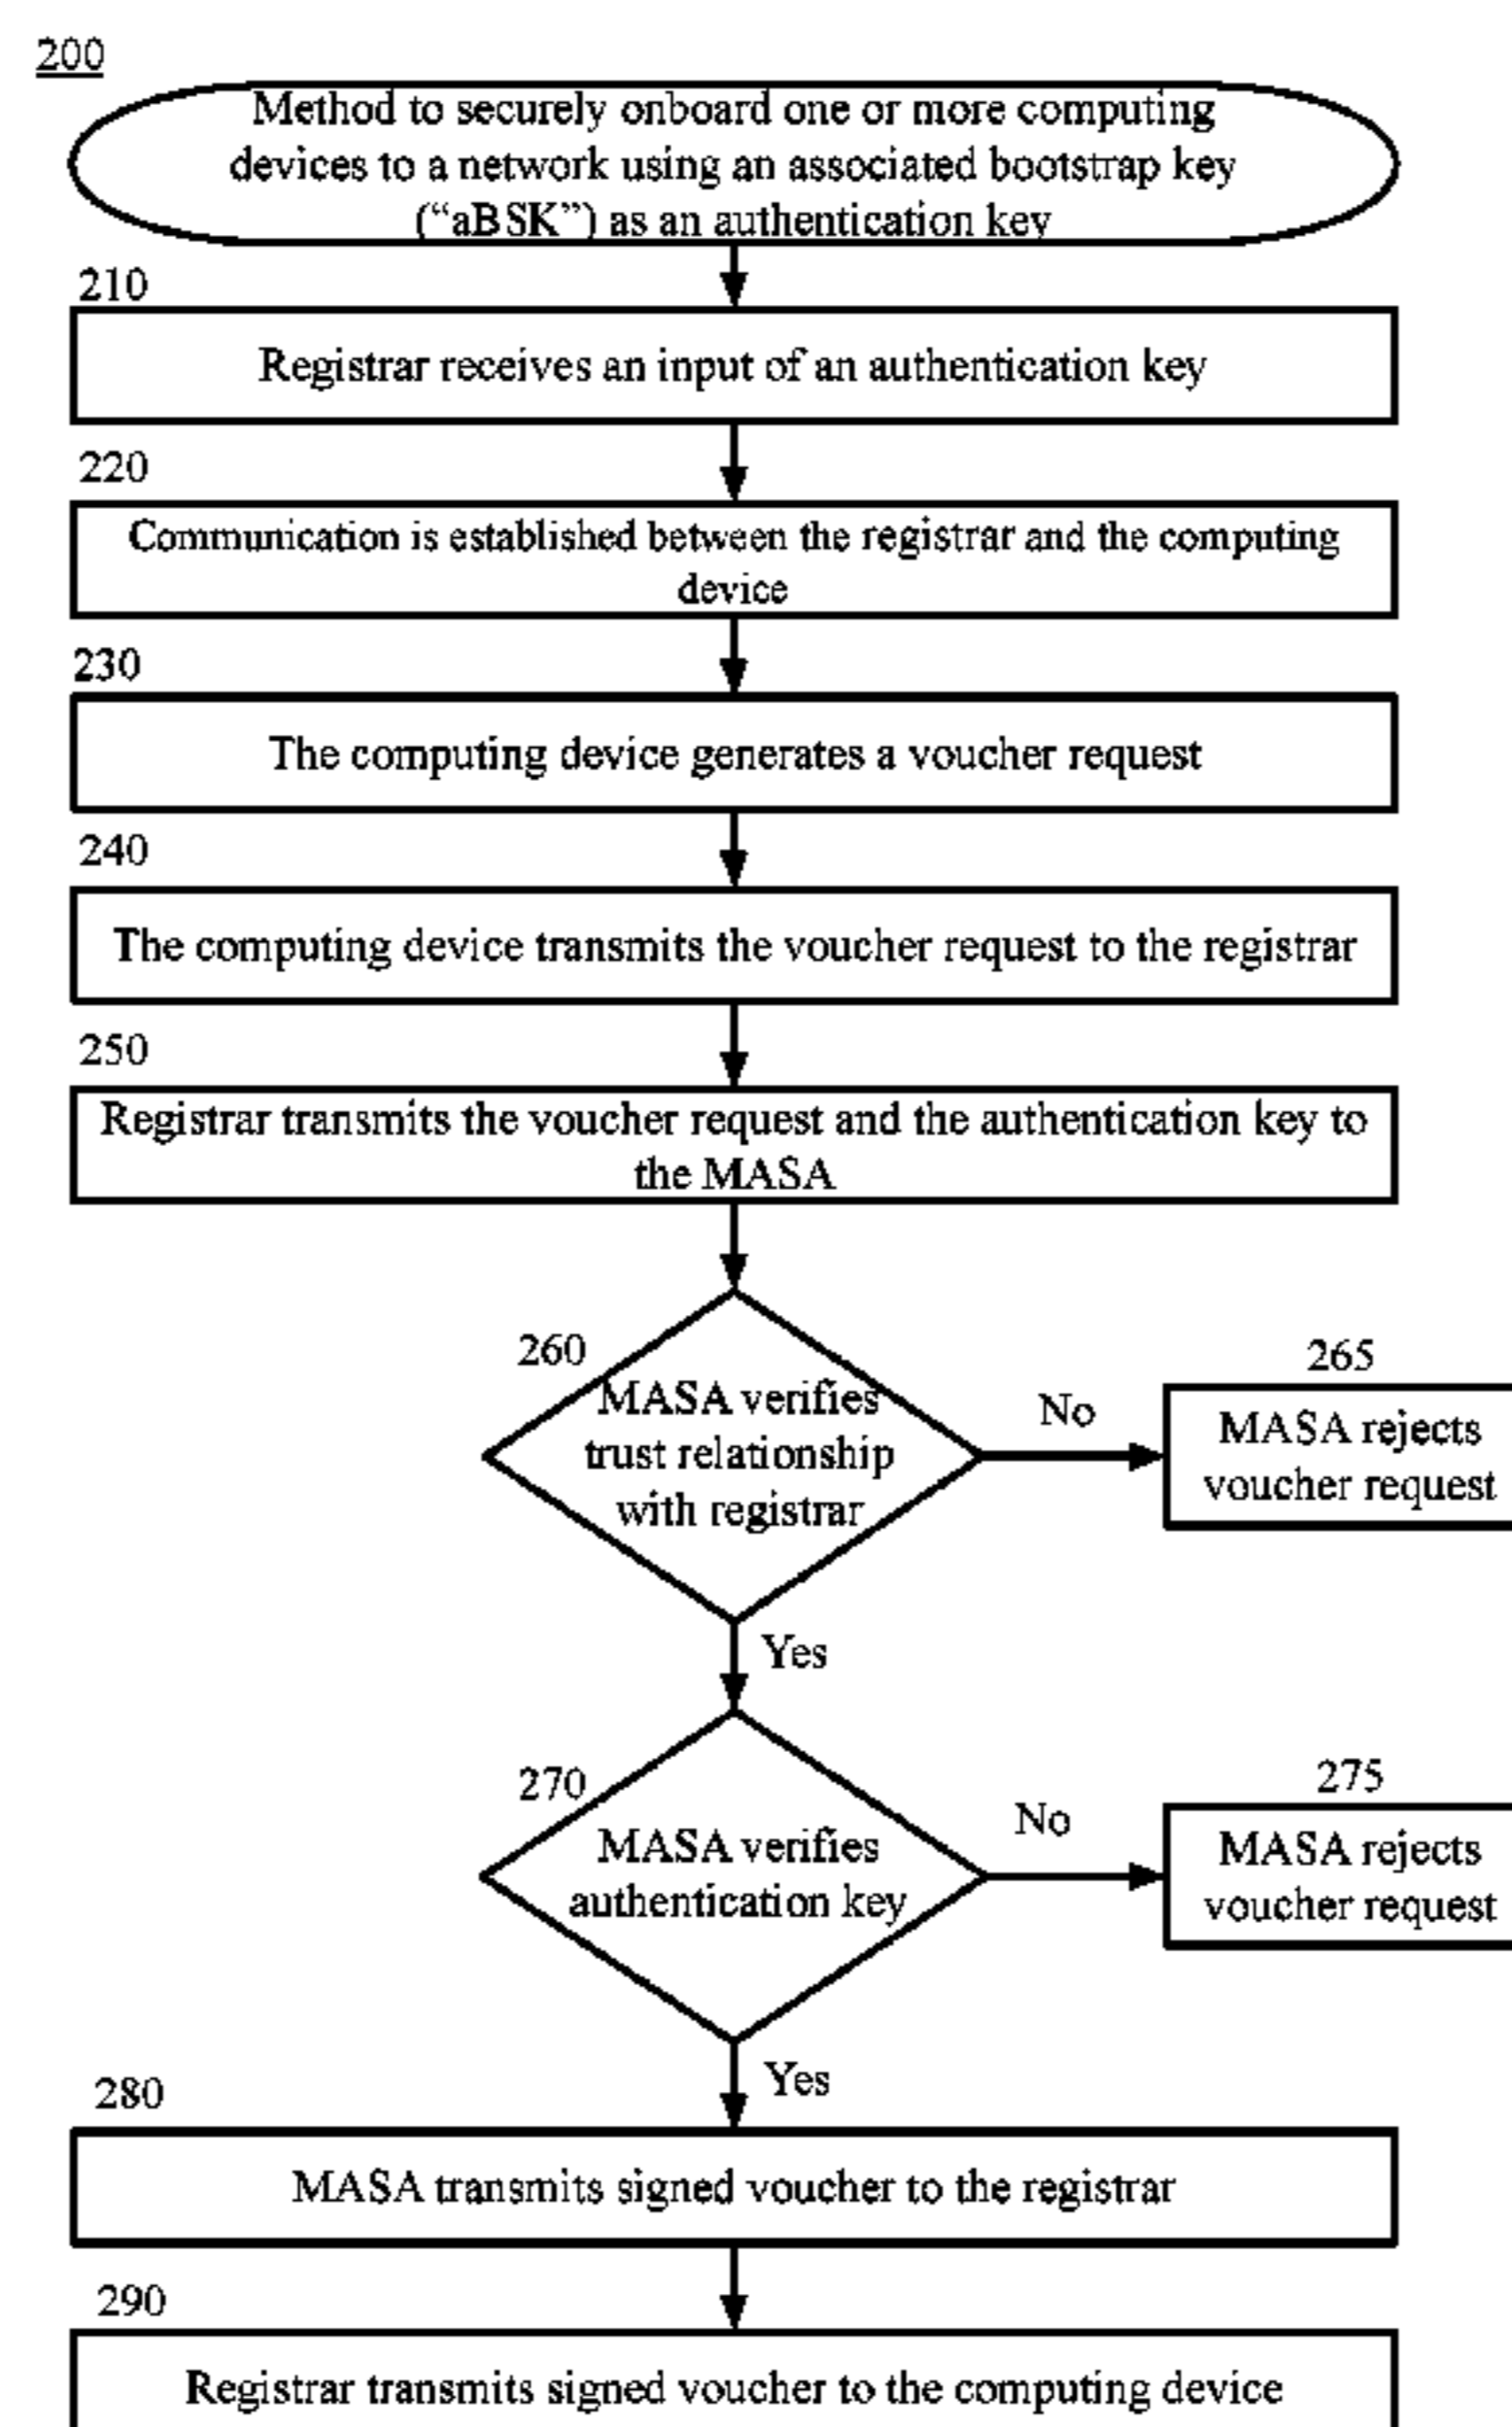 200
Method to securely onboard one or more computing
devices to a network using an associated bootstrap key
(“aBSK”) as an authentication key
210
Registrar receives an input of an authentication key
220
Communication is established between the registrar and the computing
device
230
The computing device generates a voucher request
240
The computing device transmits the voucher request to the registrar
250
Registrar transmits the voucher request and the authentication key to
the MASA
260
MASA verifies
trust relationship
with registrar
No
265
MASA rejects
voucher request
Yes
270
MASA verifies
authentication key
No
275
MASA rejects
voucher request
Yes
280
MASA transmits signed voucher to the registrar
290
Registrar transmits signed voucher to the computing device